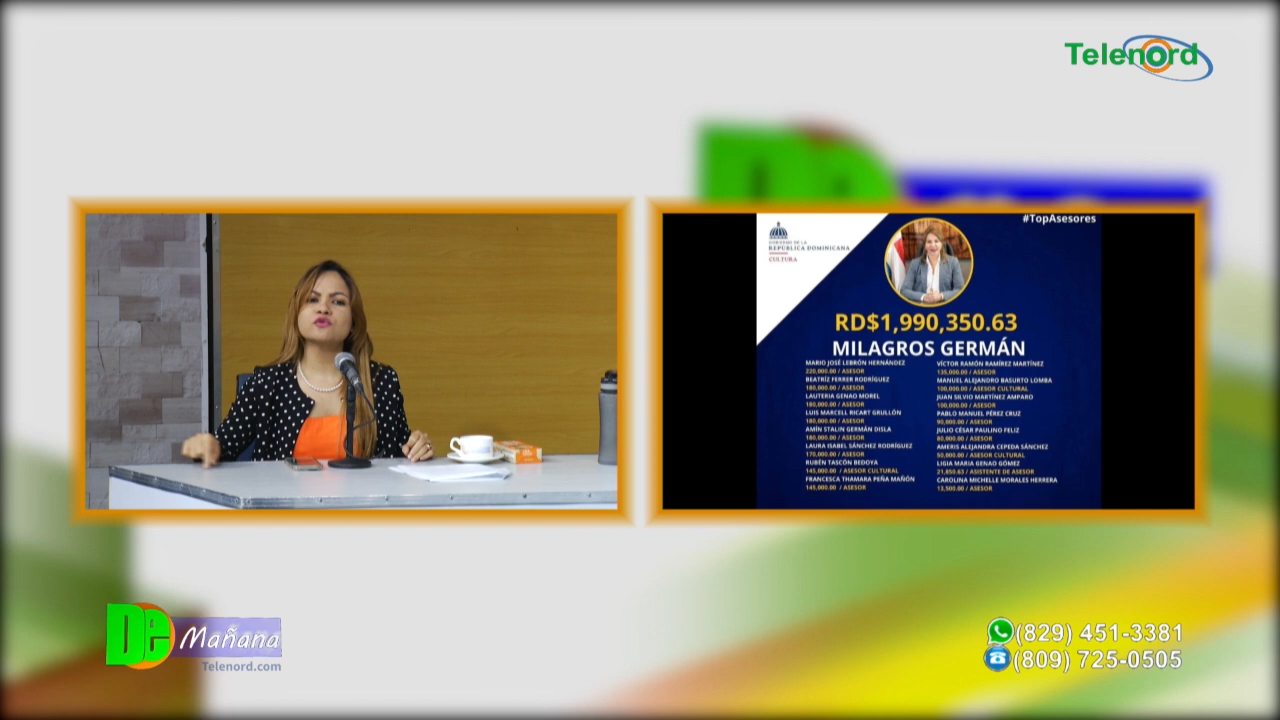 Telenord
#TopAsesores
GOBIERNO DE LA
REPÚBLICA DOMINICANA
CULTURA
RD$1,990,350.63
MILAGROS GERMÁN
MARIO JOSÉ LEBRÓN HERNÁNDEZ
220,000.00 / ASESOR
BEATRÍZ FERRER RODRÍGUEZ
180,000.00 / ASESOR
LAUTERIA GENAO MOREL
180,000.00 / ASESOR
LUIS MARCELL RICART GRULLÓN
180,000.00 / ASESOR
AMÍN STALIN GERMÁN DISLA
180,000.00 / ASESOR
LAURA ISABEL SÁNCHEZ RODRÍGUEZ
170,000.00 / ASESOR
RUBÉN TASCÓN BEDOYA
145,000.00 / ASESOR CULTURAL
FRANCESCA THAMARA PEÑA MAÑÓN
145,000.00 / ASESOR
VÍCTOR RAMÓN RAMÍREZ MARTÍNEZ
135,000.00 / ASESOR
MANUEL ALEJANDRO BASURTO LOMBA
100,000.00 / ASESOR CULTURAL
JUAN SILVIO MARTÍNEZ AMPARO
100,000.00 / ASESOR
PABLO MANUEL PÉREZ CRUZ
90,000.00 / ASESOR
JULIO CÉSAR PAULINO FELIZ
80,000.00 / ASESOR
AMERIS ALEJANDRA CEPEDA SÁNCHEZ
50,000.00 / ASESOR CULTURAL
LIGIA MARIA GENAO GÓMEZ
21,850.63 / ASISTENTE DE ASESOR
CAROLINA MICHELLE MORALES HERRERA
13,500.00 / ASESOR
De Mañana
Telenord.com
(829) 451-3381
(809) 725-0505